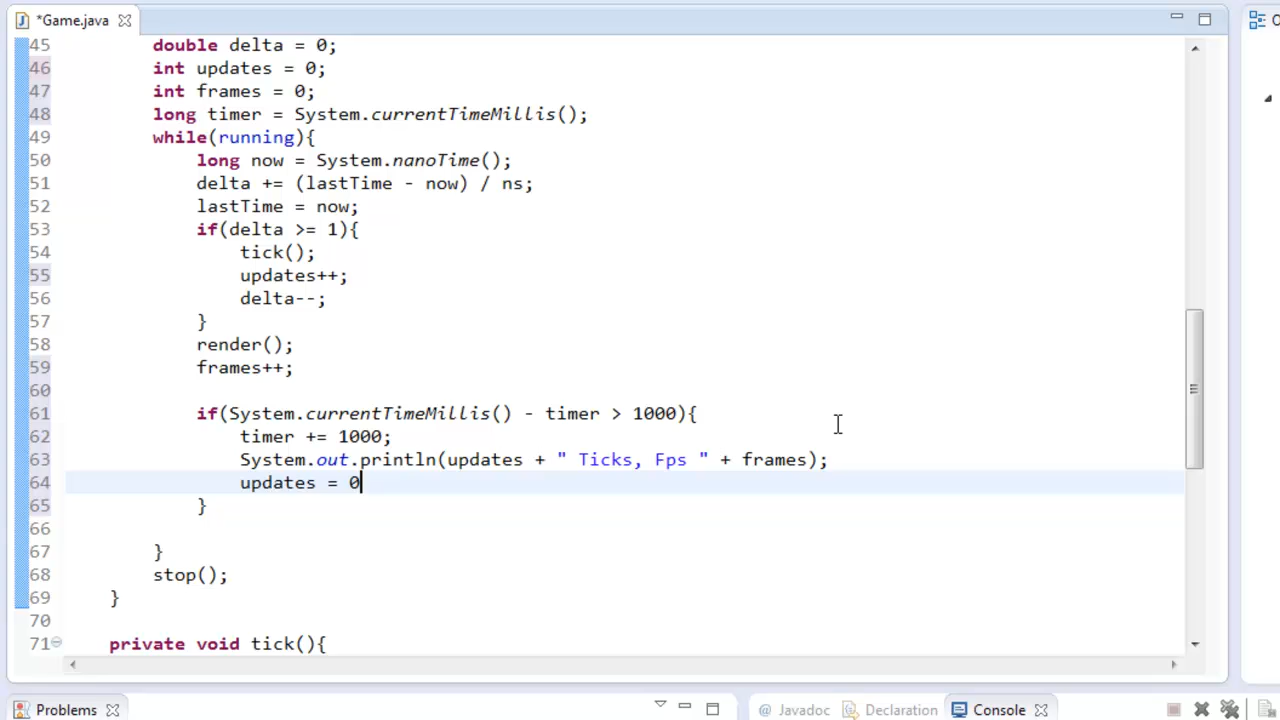 *Game.java
45 double delta = 0;
46 int updates = 0;
47 int frames = 0;
48 long timer = System.currentTimeMillis();
49 while(running){
50 long now = System.nanoTime();
51 delta += (lastTime - now) / ns;
52 lastTime = now;
53 if(delta >= 1){
54 tick();
55 updates++;
56 delta--;
57 }
58 render();
59 frames++;
60
61 if(System.currentTimeMillis() - timer > 1000){
62 timer += 1000;
63 System.out.println(updates + " Ticks, Fps " + frames);
64 updates = 0
65 }
66
67 }
68 stop();
69 }
70
71 private void tick(){
Problems
@ Javadoc Declaration Console